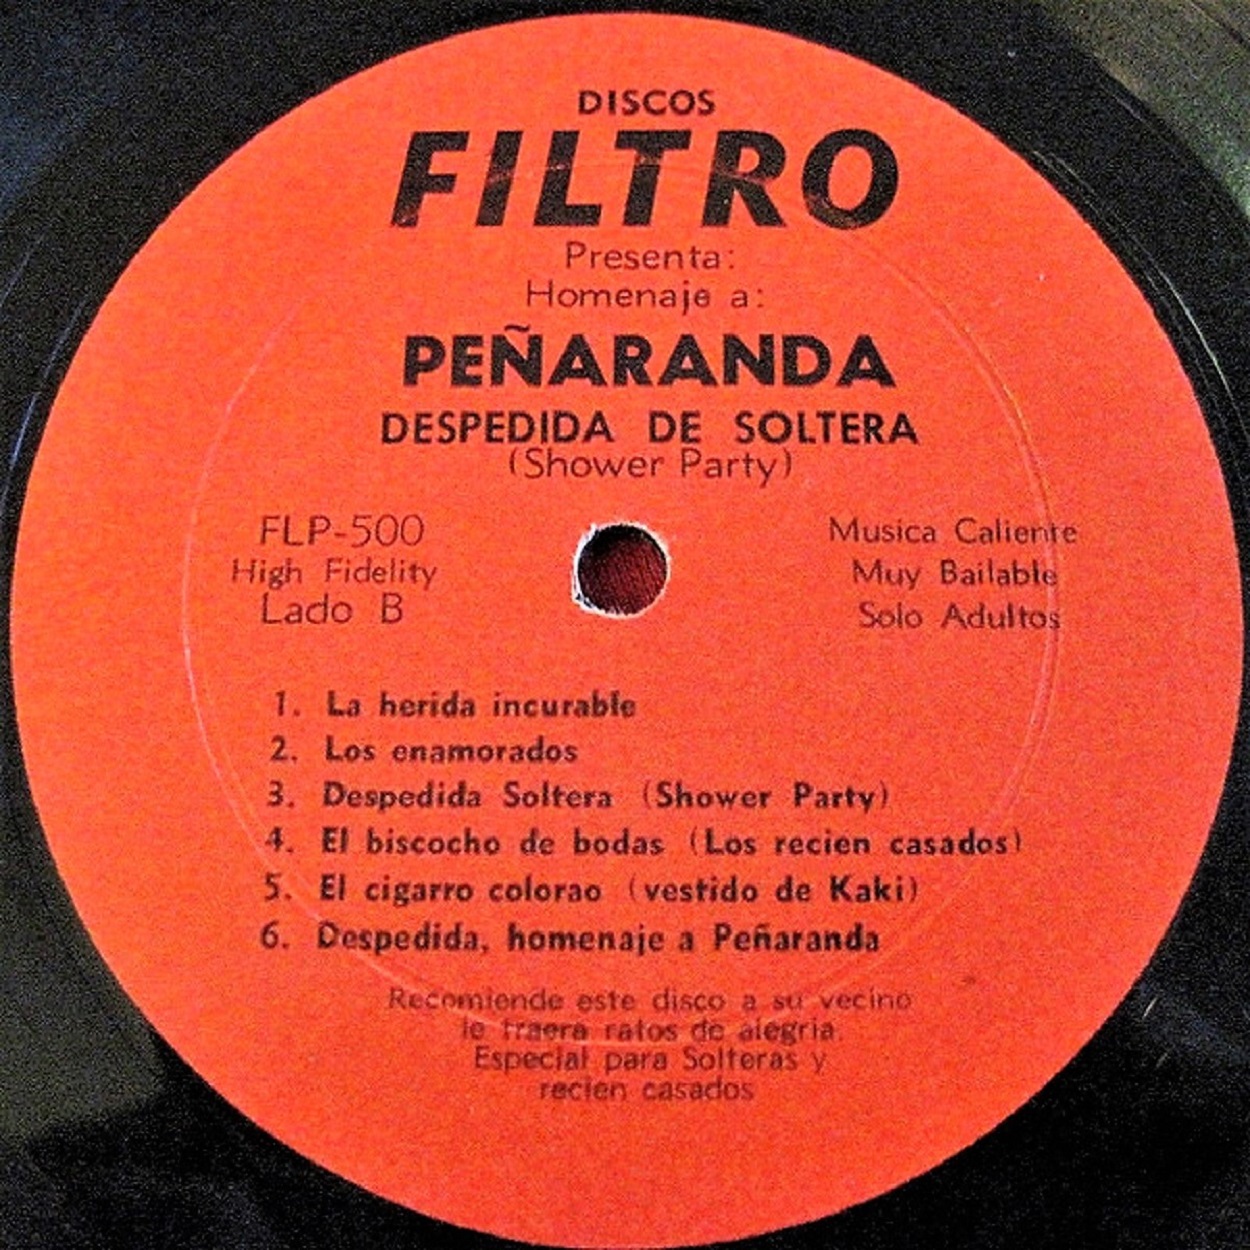 DISCOS
FILTRO
Presenta:
Homenaje a:
PEÑARANDA
DESPEDIDA DE SOLTERA
(Shower Party)
FLP-500
High Fidelity
Lado B
Musica Caliente
Muy Bailable
Solo Adultos
1. La herida incurable
2. Los enamorados
3. Despedida Soltera (Shower Party)
4. El biscocho de bodas (Los recien casados)
5. El cigarro colorao (vestido de Kaki)
6. Despedida, homenaje a Peñaranda
Recomiende este disco a su vecino
le traera ratos de alegria.
Especial para Solteras y
recien casados